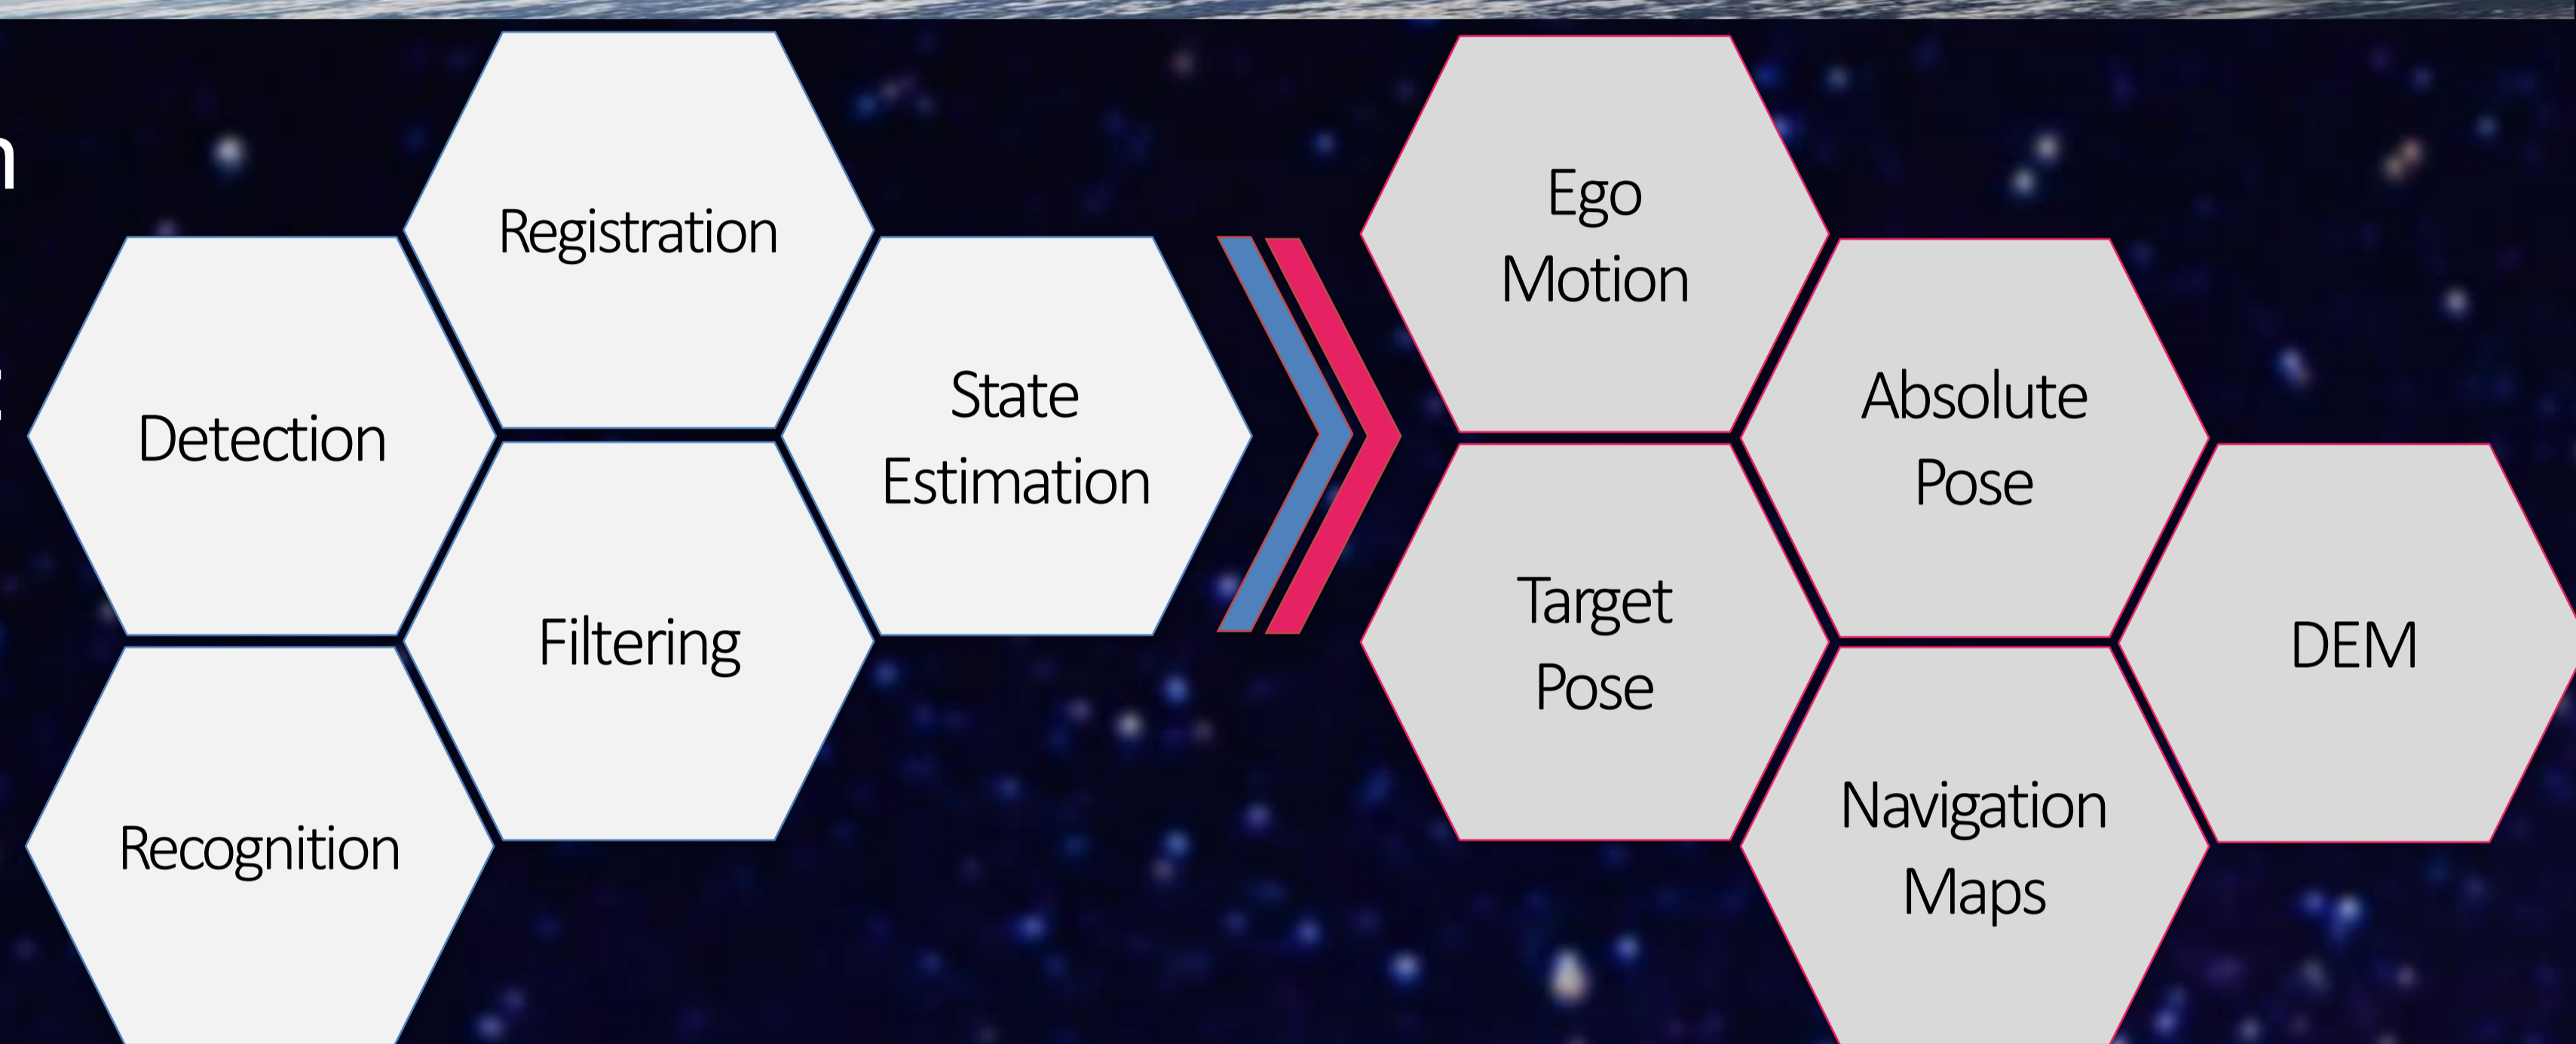 Registration
Detection
State
Estimation
Filtering
Recognition
Ego
Motion
Absolute
Pose
Target
Pose
DEM
Navigation
Maps